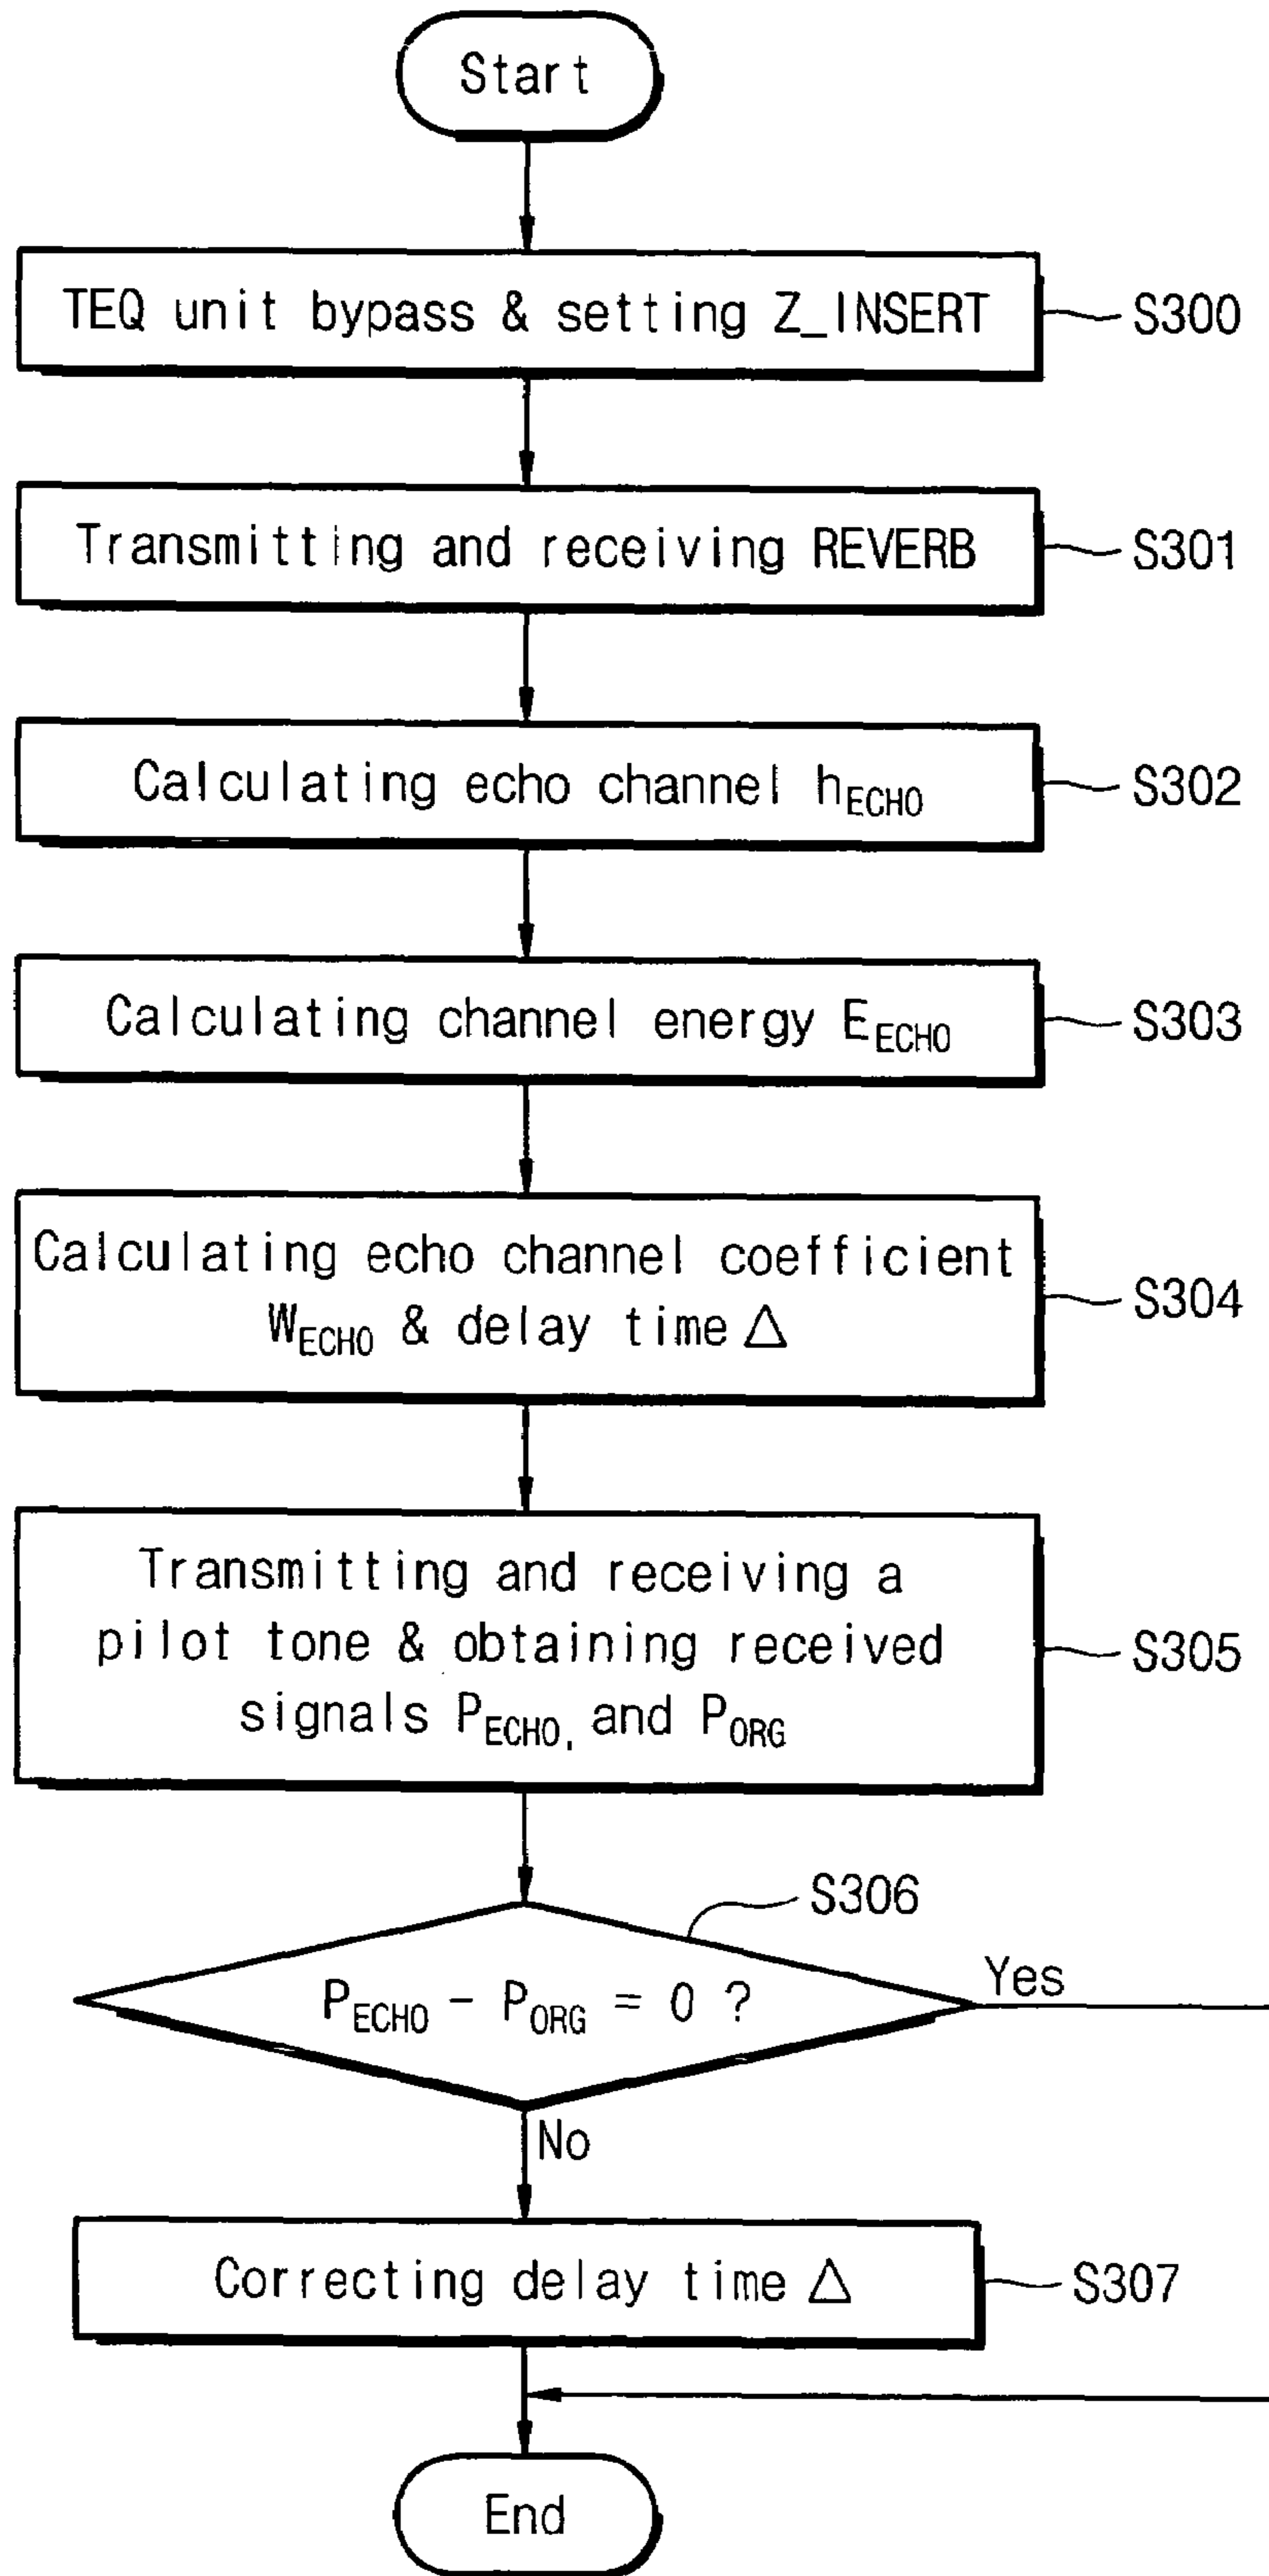 Start
TEQ unit bypass & setting Z_INSERT
S300
Transmitting and receiving REVERB
S301
Calculating echo channel hECHO
S302
Calculating channel energy EECHO
S303
Calculating echo channel coefficient
WECHO & delay time △
S304
Transmitting and receiving a
pilot tone & obtaining received
signals PECHO, and PORG
S305
S306
PECHO - PORG = 0 ?
Yes
No
Correcting delay time △
S307
End